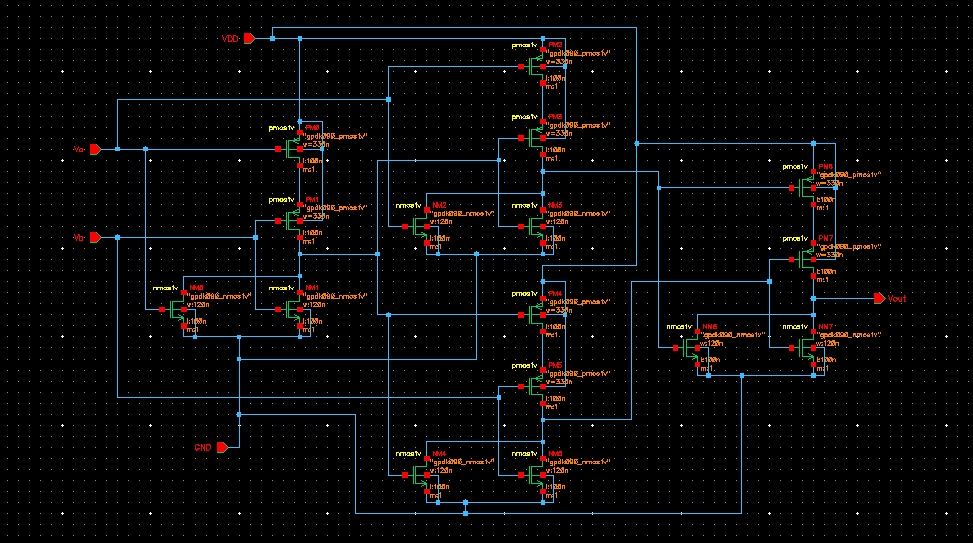 VDD
pmos1v
PM2
"gpdk090_pmos1v"
w=330n
l:100n
m:1
pmos1v
PM3
"gpdk090_pmos1v"
w=330n
l:100n
m:1
pmos1v
PM0
"gpdk090_pmos1v"
w=330n
l:100n
m:1
Va
pmos1v
PM6
"gpdk090_pmos1v"
w=330n
l:100n
m:1
pmos1v
PM1
"gpdk090_pmos1v"
w=330n
l:100n
m:1
nmos1v
NM2
"gpdk090_nmos1v"
w:120n
l:100n
m:1
nmos1v
NM3
"gpdk090_nmos1v"
w:120n
l:100n
m:1
Vb
pmos1v
PM7
"gpdk090_pmos1v"
w=330n
l:100n
m:1
nmos1v
NM0
"gpdk090_nmos1v"
w:120n
l:100n
m:1
nmos1v
NM1
"gpdk090_nmos1v"
w:120n
l:100n
m:1
pmos1v
PM4
"gpdk090_pmos1v"
w=330n
l:100n
m:1
Vout
nmos1v
NM6
"gpdk090_nmos1v"
w:120n
l:100n
m:1
nmos1v
NM7
"gpdk090_nmos1v"
w:120n
l:100n
m:1
pmos1v
PM5
"gpdk090_pmos1v"
w=330n
l:100n
m:1
GND
nmos1v
NM4
"gpdk090_nmos1v"
w:120n
l:100n
m:1
nmos1v
"gpdk090_nmos1v"
w:120n
l:100n
m:1